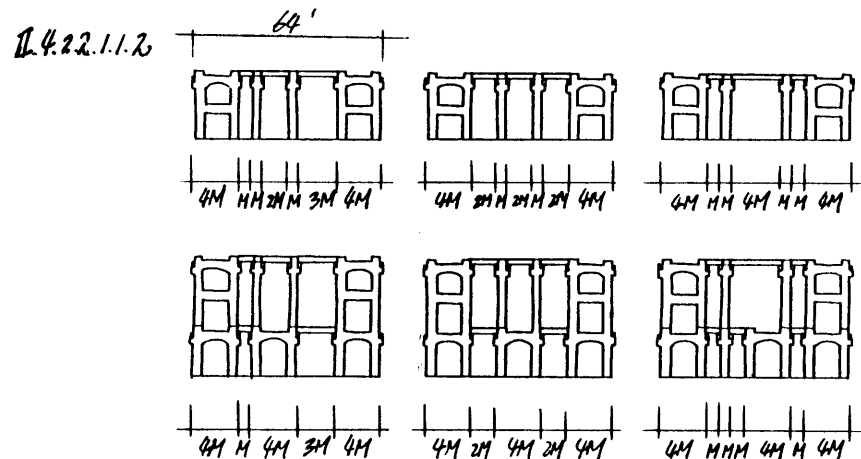 64'
II.4.2.2.1.1.2
4M M M 2M M 3M 4M
4M 2M M 2M M 2M 4M
4M M M 4M M M 4M
4M M 4M 3M 4M
4M 2M 4M 2M 4M
4M M M M 4M M 4M